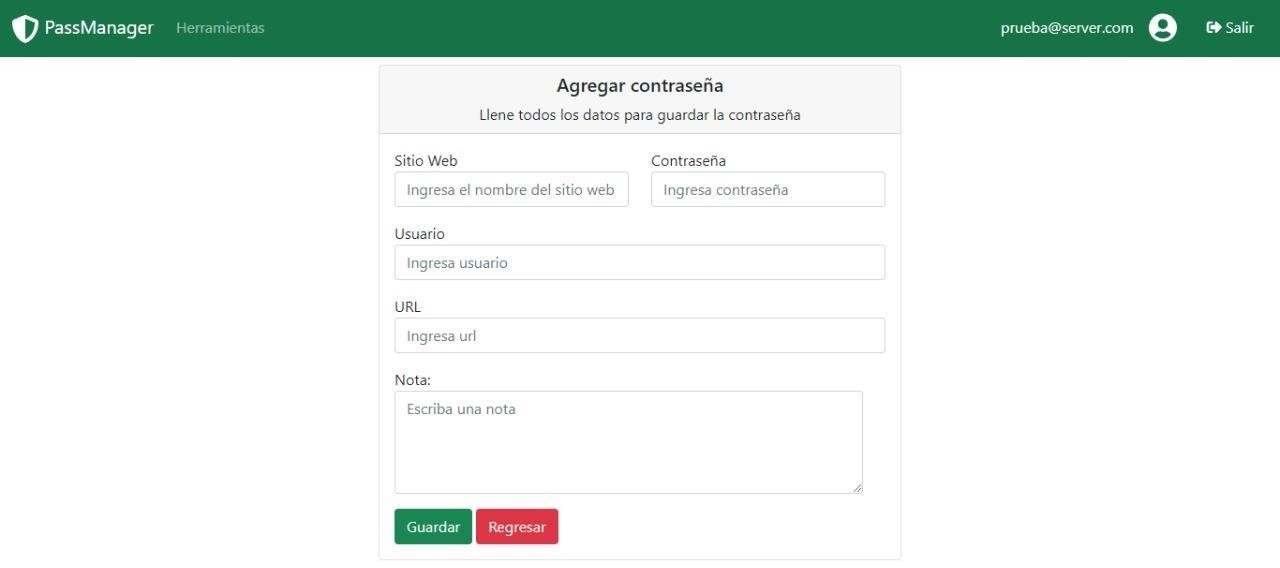 PassManager Herramientas prueba@server.com Salir
Agregar contraseña
Llene todos los datos para guardar la contraseña
Sitio Web Contraseña
Ingresa el nombre del sitio web Ingresa contraseña
Usuario
Ingresa usuario
URL
Ingresa url
Nota:
Escriba una nota
Guardar Regresar